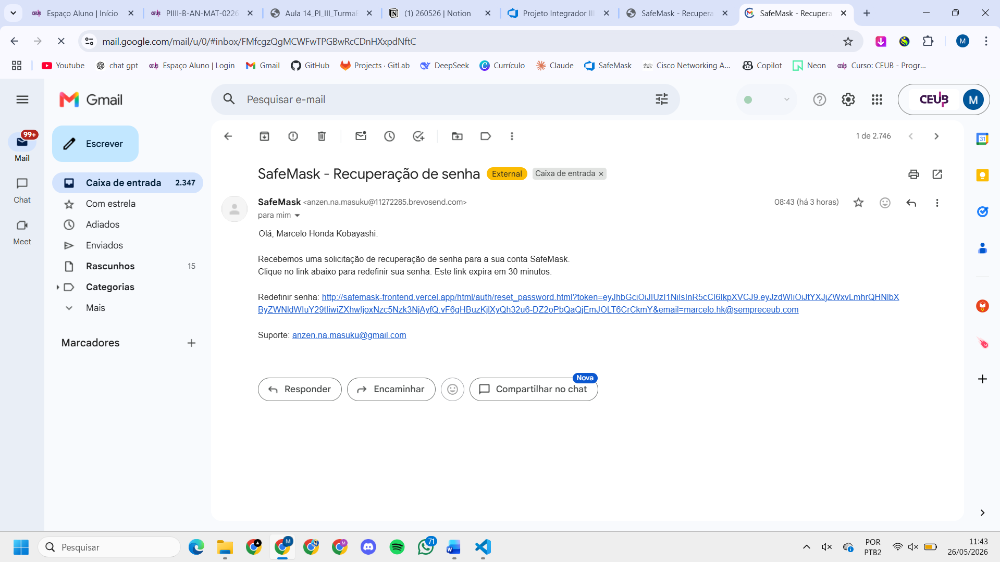 Espaço Aluno | Início
PIIII-B-AN-MAT-0226
Aula 14_PI_III_Turma
(1) 260526 | Notion
Projeto Integrador III
SafeMask - Recupera
SafeMask - Recupera
mail.google.com/mail/u/0/#inbox/FMfcgzQgMCWFwTPGBwRcCDnHXxpdNftC
M
Youtube
chat gpt
Espaço Aluno | Login
Gmail
GitHub
Projects · GitLab
DeepSeek
Currículo
Claude
SafeMask
Cisco Networking A...
Copilot
Neon
Curso: CEUB - Progr...
Gmail
Pesquisar e-mail
CEUB
M
99+
Mail
Chat
Meet
Escrever
Caixa de entrada 2.347
Com estrela
Adiados
Enviados
Rascunhos 15
Categorias
Mais
Marcadores
1 de 2.746
SafeMask - Recuperação de senha External Caixa de entrada ×
SafeMask <anzen.na.masuku@11272285.brevosend.com> 08:43 (há 3 horas)
para mim
Olá, Marcelo Honda Kobayashi.
Recebemos uma solicitação de recuperação de senha para a sua conta SafeMask.
Clique no link abaixo para redefinir sua senha. Este link expira em 30 minutos.
Redefinir senha: http://safemask-frontend.vercel.app/html/auth/reset_password.html?token=eyJhbGciOiJIUzI1NiIsInR5cCI6IkpXVCJ9.eyJzdWIiOiJtYXJjZWxvLmhrQHNlbX
ByZWNldWIuY29tIiwiZXhwIjoxNzc5Nzk3NjAyfQ.vF6gHBuzKjlXyQh32u6-DZ2oPbQaQjEmJOLT6CrCkmY&email=marcelo.hk@sempreceub.com
Suporte: anzen.na.masuku@gmail.com
Responder
Encaminhar
Compartilhar no chat
Nova
31
Pesquisar
71
POR
PTB2
11:43
26/05/2026